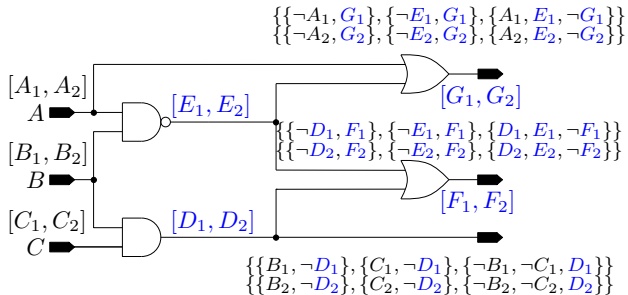 {{¬A₁, G₁}, {¬E₁, G₁}, {A₁, E₁, ¬G₁}}
{{¬A₂, G₂}, {¬E₂, G₂}, {A₂, E₂, ¬G₂}}
[A₁, A₂]
A
[E₁, E₂]
[G₁, G₂]
{{¬D₁, F₁}, {¬E₁, F₁}, {D₁, E₁, ¬F₁}}
{{¬D₂, F₂}, {¬E₂, F₂}, {D₂, E₂, ¬F₂}}
[B₁, B₂]
B
[F₁, F₂]
[C₁, C₂]
C
[D₁, D₂]
{{B₁, ¬D₁}, {C₁, ¬D₁}, {¬B₁, ¬C₁, D₁}}
{{B₂, ¬D₂}, {C₂, ¬D₂}, {¬B₂, ¬C₂, D₂}}